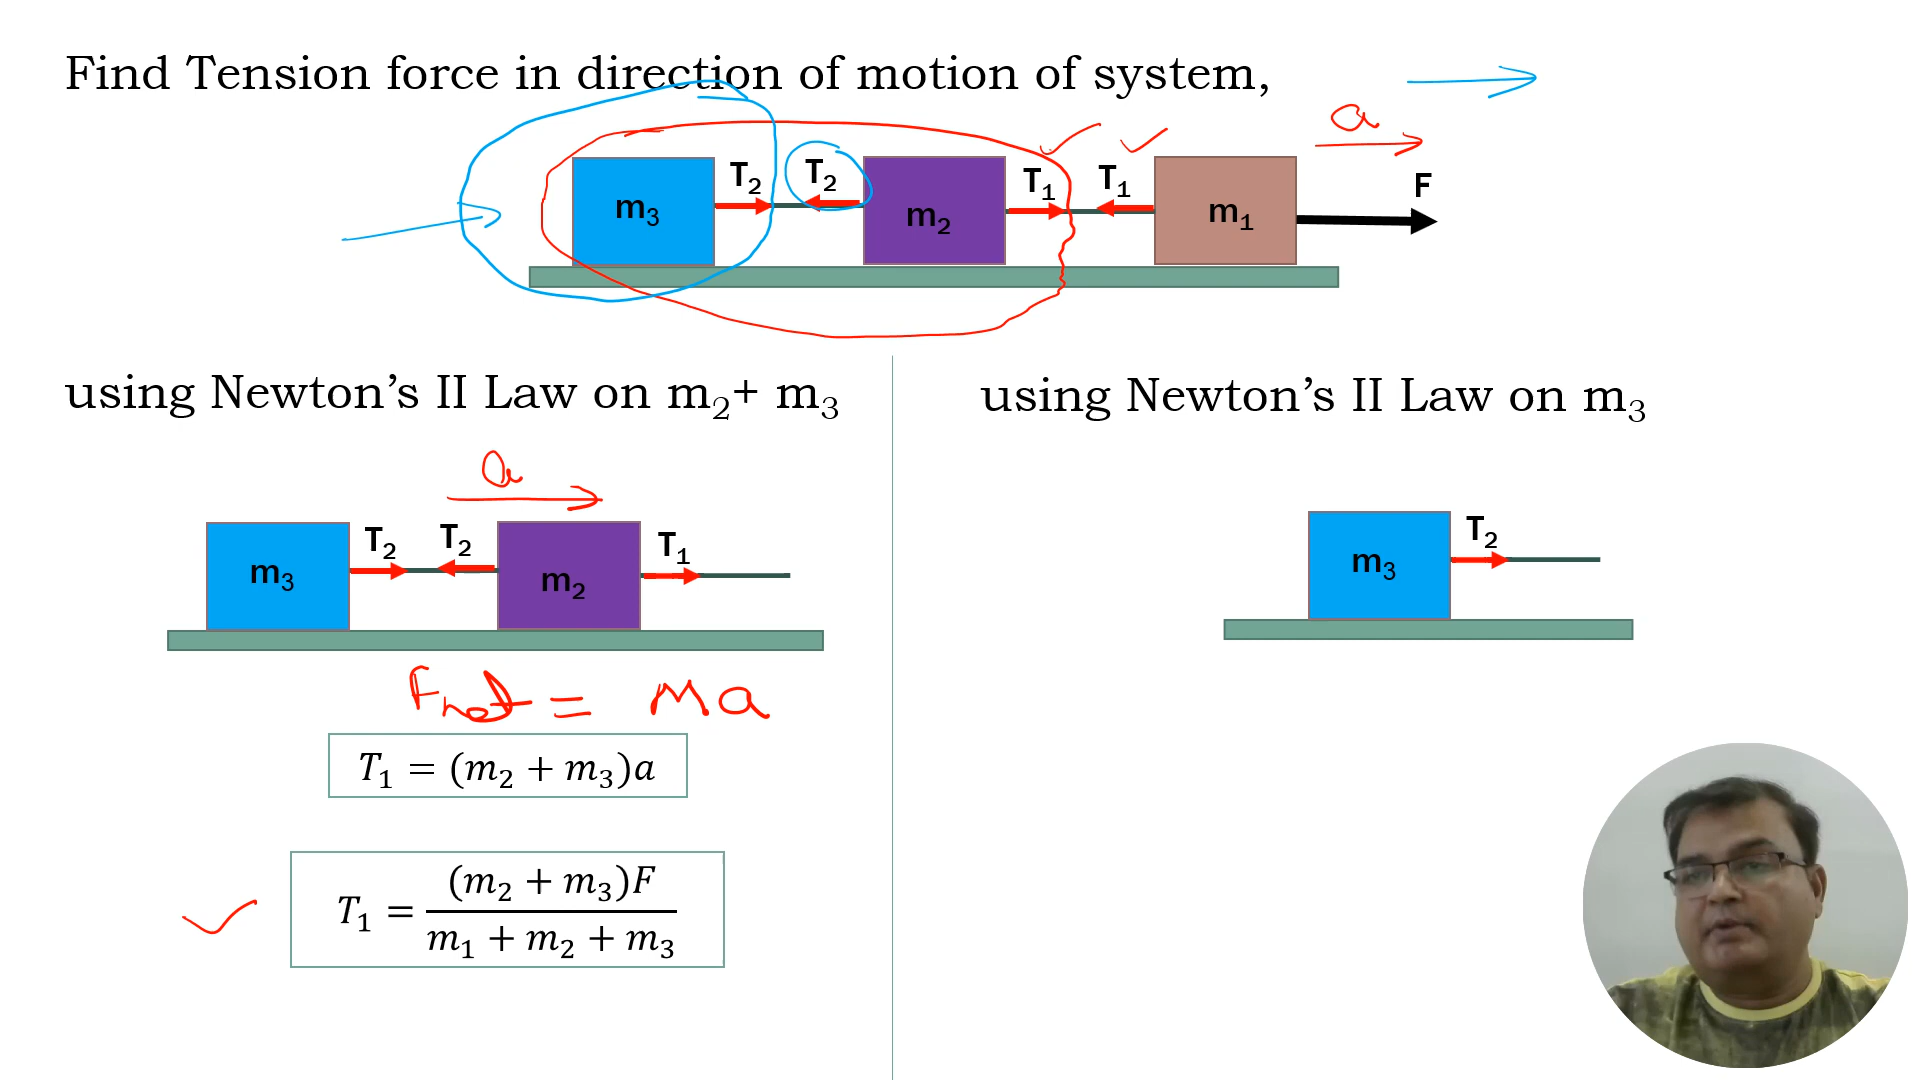 Find Tension force in direction of motion of system,
a
m₃ T₂ T₂ m₂ T₁ T₁ m₁ F
using Newton’s II Law on m₂+ m₃
a
m₃ T₂ T₂ m₂ T₁
Fnet = Ma
T₁ = (m₂ + m₃)a
T₁ = (m₂ + m₃)F / m₁ + m₂ + m₃
using Newton’s II Law on m₃
m₃ T₂